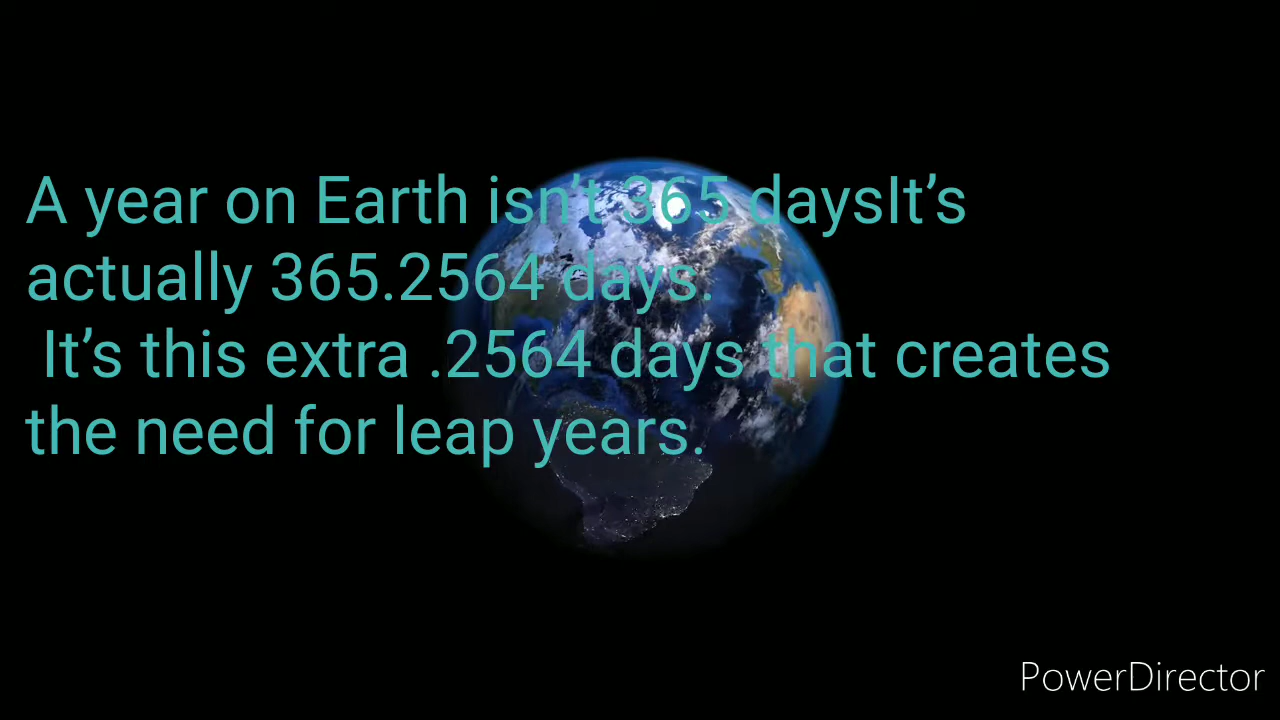 A year on Earth isn’t 365 daysIt’s
actually 365.2564 days.
It’s this extra .2564 days that creates
the need for leap years.
PowerDirector